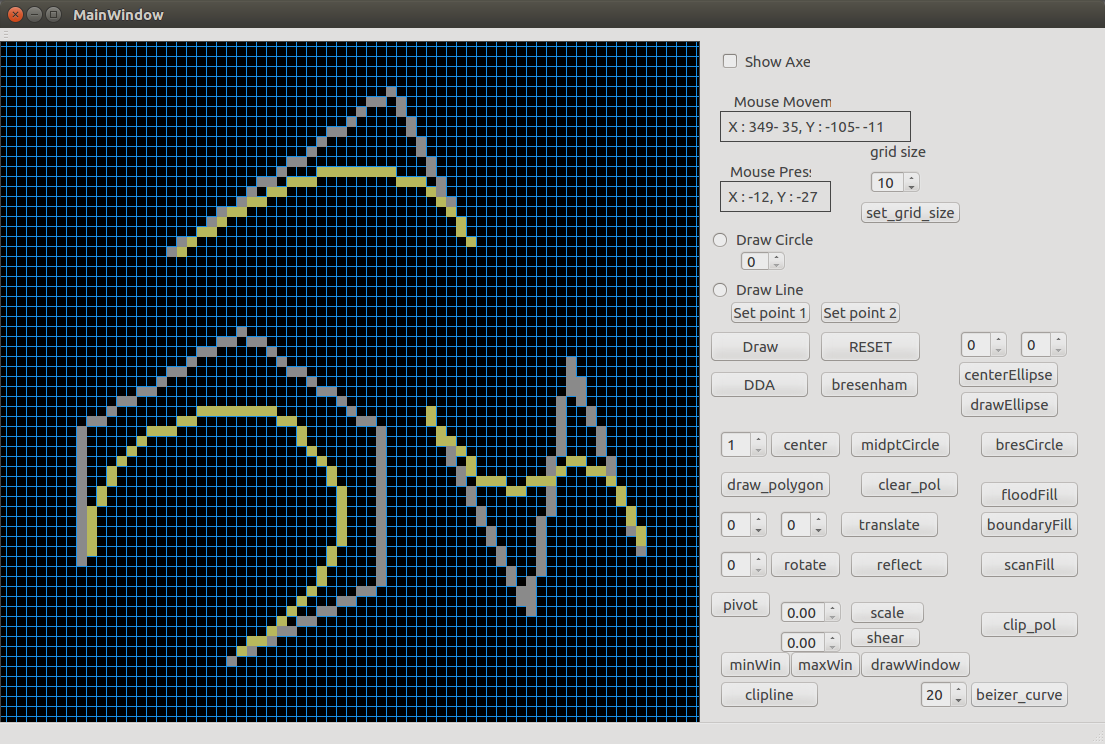 MainWindow
Show Axe
Mouse Movem
X : 349- 35, Y : -105- -11
grid size
Mouse Press
10
X : -12, Y : -27
set_grid_size
Draw Circle
0
Draw Line
Set point 1 Set point 2
Draw RESET 0 0
centerEllipse
DDA bresenham
drawEllipse
1 center midptCircle bresCircle
draw_polygon clear_pol
floodFill
0 0 translate boundaryFill
0 rotate reflect scanFill
pivot
0.00 scale
clip_pol
0.00 shear
minWin maxWin drawWindow
clipline 20 beizer_curve